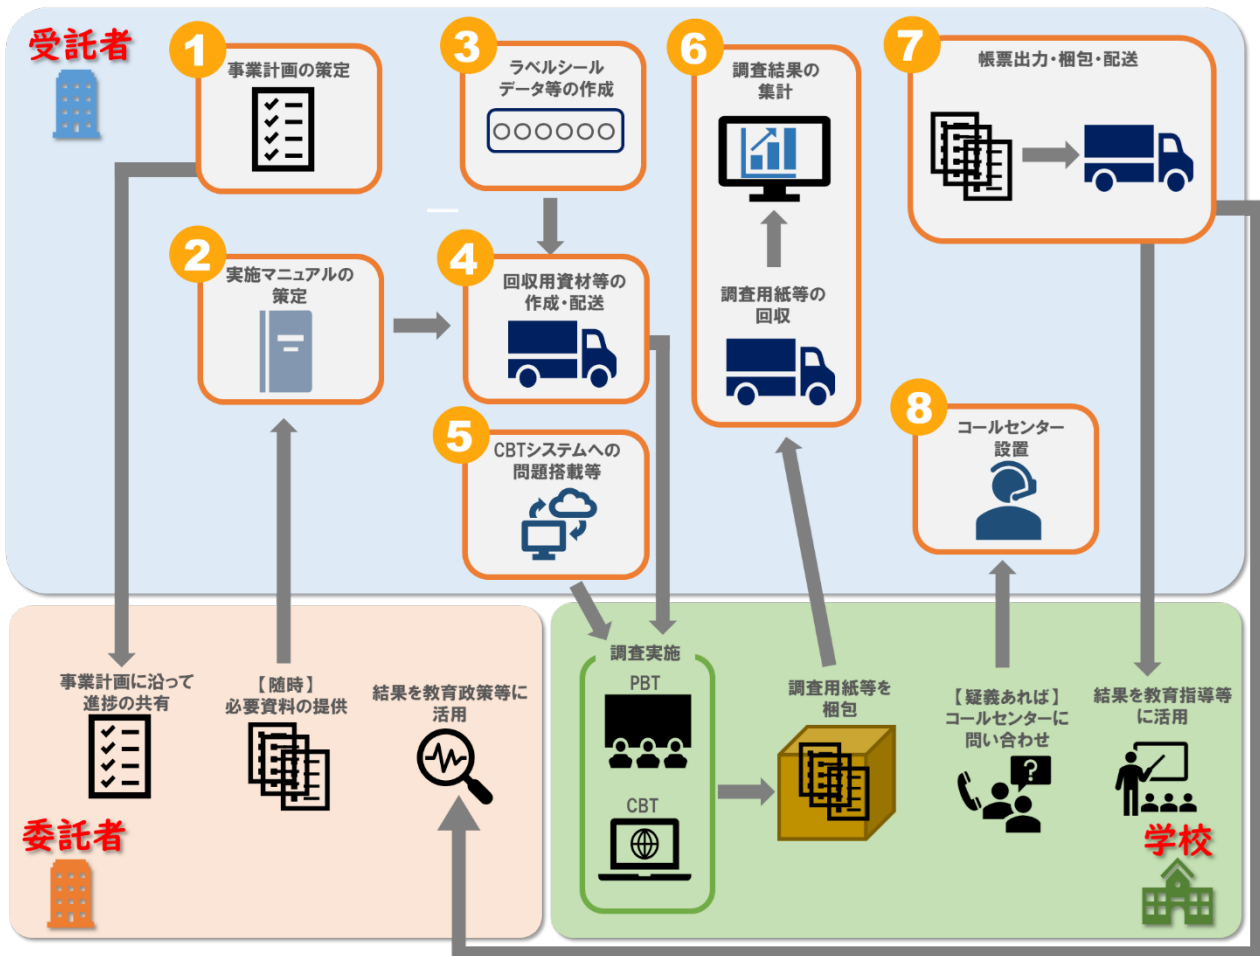 受託者
1
事業計画の策定
2
実施マニュアルの
策定
3
ラベルシール
データ等の作成
4
回収用資材等の
作成・配送
5
CBTシステムへの
問題搭載等
6
調査結果の
集計
調査用紙等の
回収
7
帳票出力・梱包・配送
8
コールセンター
設置
事業計画に沿って
進捗の共有
【随時】
必要資料の提供
結果を教育政策等に
活用
委託者
調査実施
PBT
CBT
調査用紙等を
梱包
【疑義あれば】
コールセンターに
問い合わせ
?
結果を教育指導等
に活用
学校